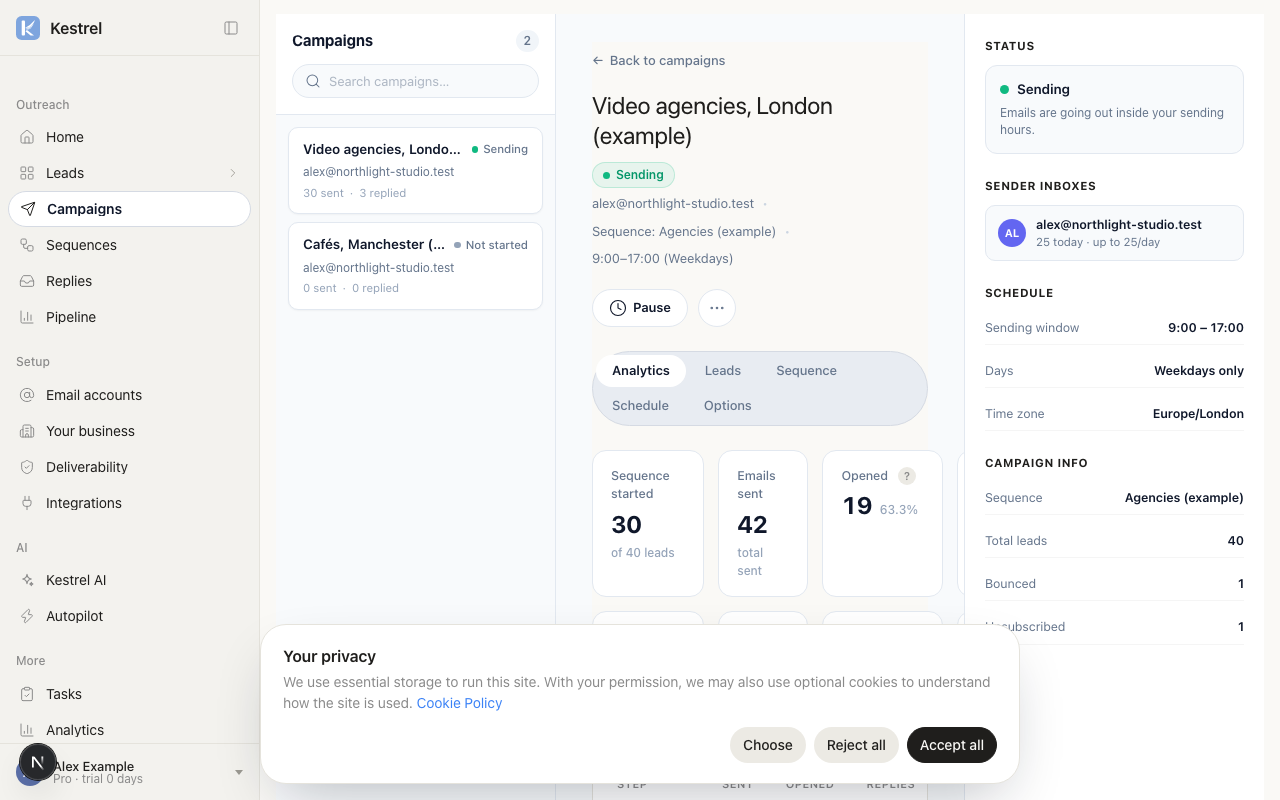 Kestrel
Outreach
Home
Leads
Campaigns
Sequences
Replies
Pipeline
Setup
Email accounts
Your business
Deliverability
Integrations
AI
Kestrel AI
Autopilot
More
Tasks
Analytics
N
Alex Example
Pro · trial 0 days
Campaigns
2
Search campaigns...
Video agencies, Londo... Sending
alex@northlight-studio.test
30 sent · 3 replied
Cafés, Manchester (... Not started
alex@northlight-studio.test
0 sent · 0 replied
← Back to campaigns
Video agencies, London
(example)
Sending
alex@northlight-studio.test ·
Sequence: Agencies (example) ·
9:00–17:00 (Weekdays)
Pause ...
Analytics Leads Sequence
Schedule Options
Sequence
started
30
of 40 leads
Emails
sent
42
total
sent
Opened ?
19 63.3%
STEP SENT OPENED REPLIES
STATUS
Sending
Emails are going out inside your sending
hours.
SENDER INBOXES
AL
alex@northlight-studio.test
25 today · up to 25/day
SCHEDULE
Sending window 9:00 – 17:00
Days Weekdays only
Time zone Europe/London
CAMPAIGN INFO
Sequence Agencies (example)
Total leads 40
Bounced 1
Unsubscribed 1
Your privacy
We use essential storage to run this site. With your permission, we may also use optional cookies to understand
how the site is used. Cookie Policy
Choose Reject all Accept all